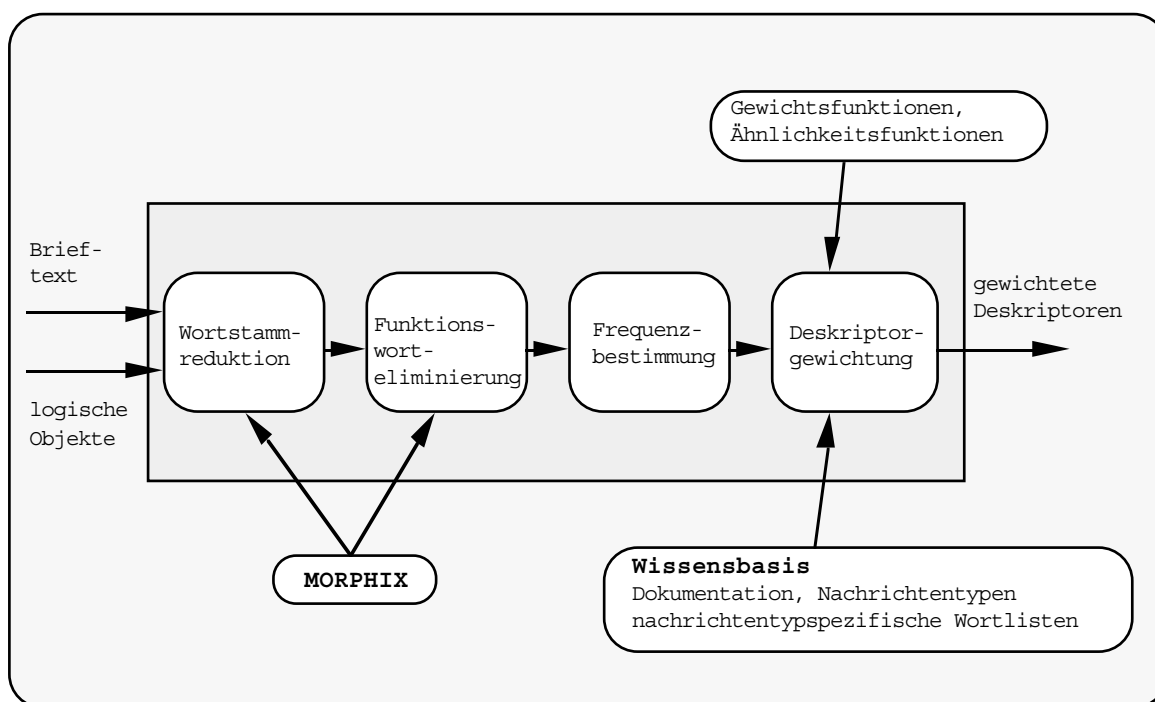 Gewichtsfunktionen,
Ähnlichkeitsfunktionen
Brief-
text
logische
Objekte
Wortstamm-
reduktion
Funktions-
wort-
eliminierung
Frequenz-
bestimmung
Deskriptor-
gewichtung
gewichtete
Deskriptoren
MORPHIX
Wissensbasis
Dokumentation, Nachrichtentypen
nachrichtentypspezifische Wortlisten